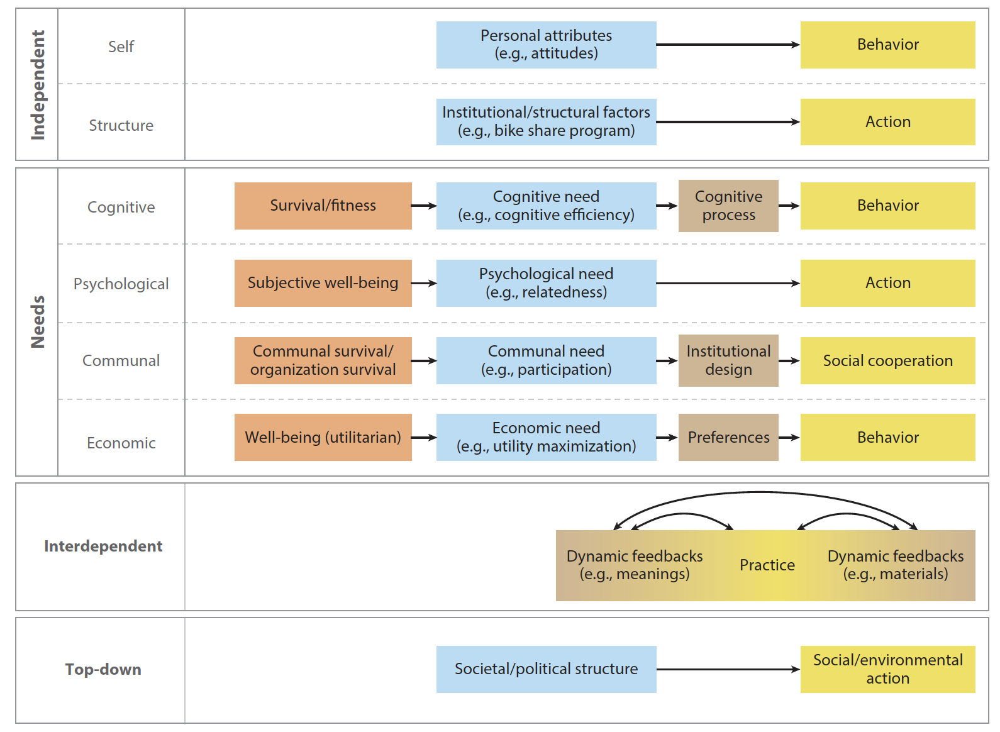 Independent
Self
Personal attributes
(e.g., attitudes)
Behavior
Structure
Institutional/structural factors
(e.g., bike share program)
Action
Needs
Cognitive
Survival/fitness
Cognitive need
(e.g., cognitive efficiency)
Cognitive
process
Behavior
Psychological
Subjective well-being
Psychological need
(e.g., relatedness)
Action
Communal
Communal survival/
organization survival
Communal need
(e.g., participation)
Institutional
design
Social cooperation
Economic
Well-being (utilitarian)
Economic need
(e.g., utility maximization)
Preferences
Behavior
Interdependent
Dynamic feedbacks
(e.g., meanings)
Practice
Dynamic feedbacks
(e.g., materials)
Top-down
Societal/political structure
Social/environmental
action